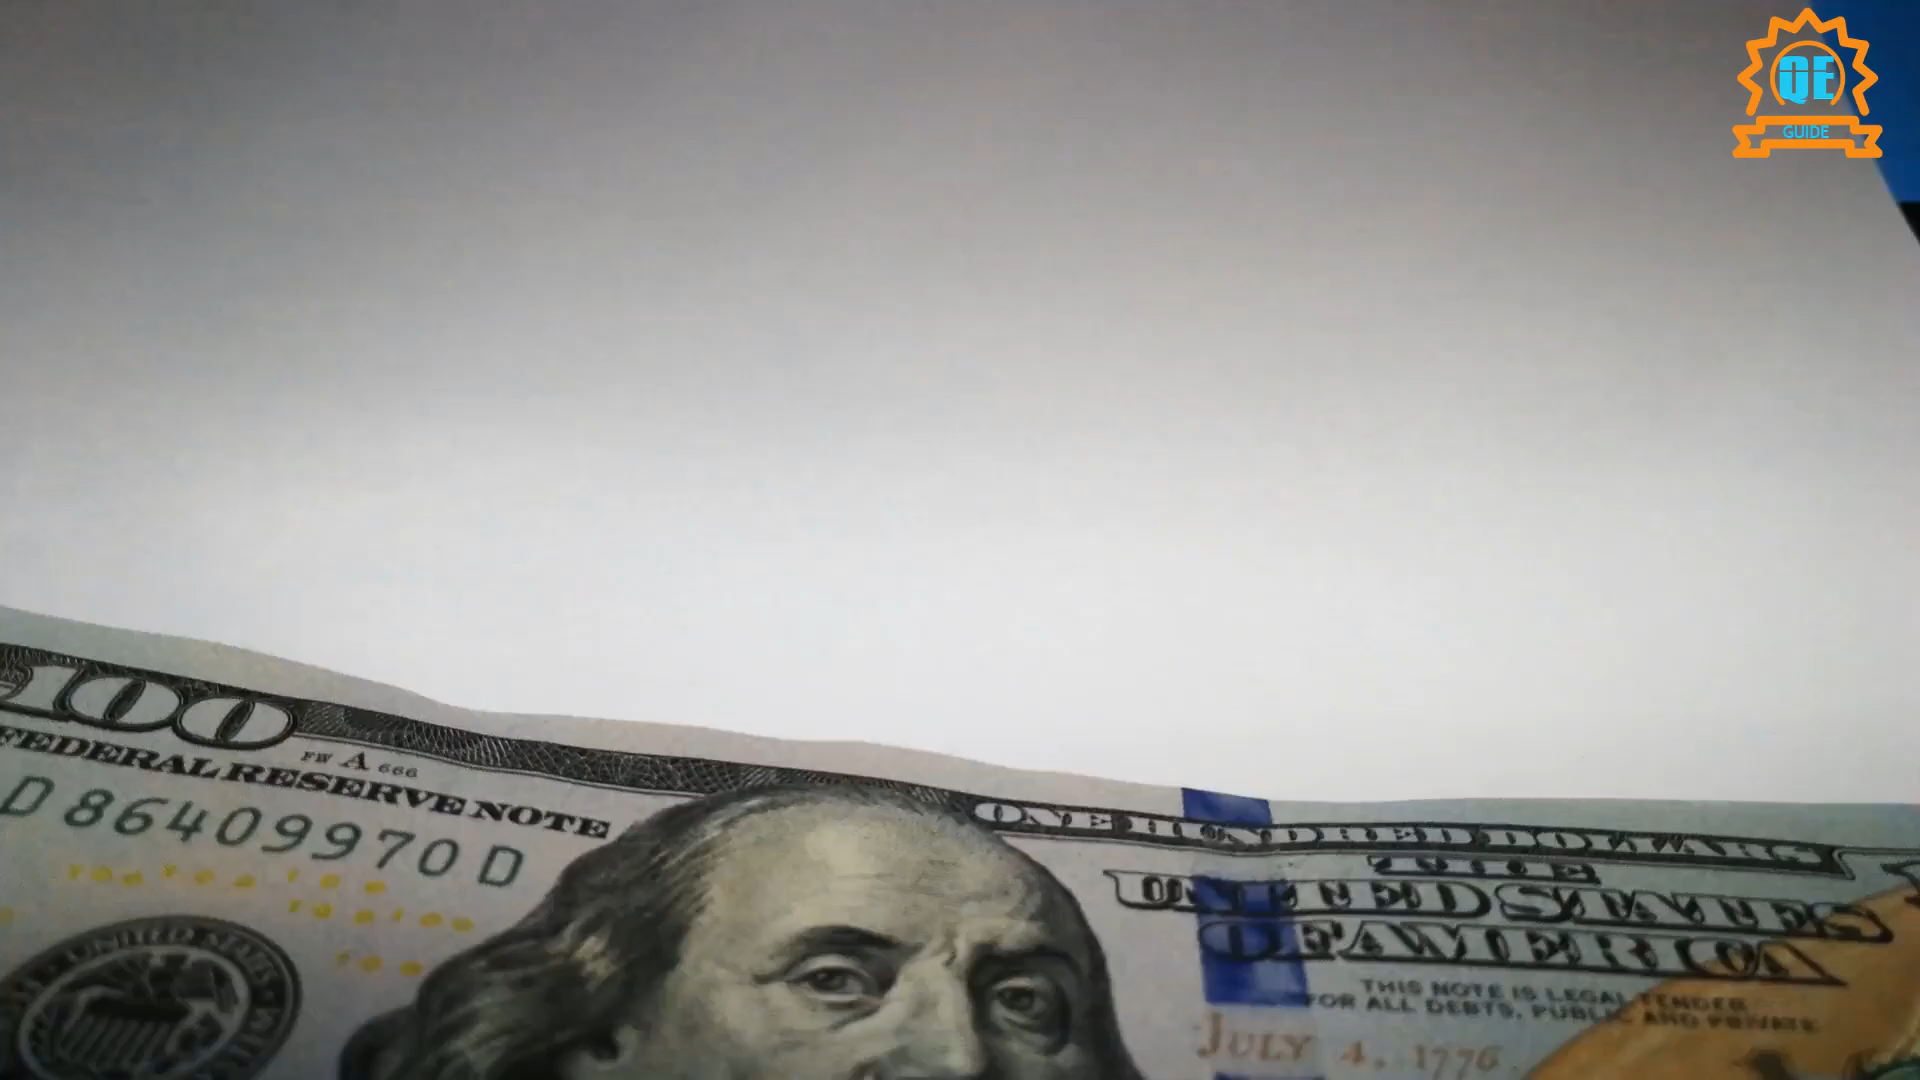 QE
GUIDE
100
FW A 666
FEDERAL RESERVE NOTE
D 86409970 D
ONE HUNDRED DOLLARS
THE
UNITED STATES
OF AMERICA
THIS NOTE IS LEGAL TENDER
FOR ALL DEBTS, PUBLIC AND PRIVATE
JULY 4, 1776